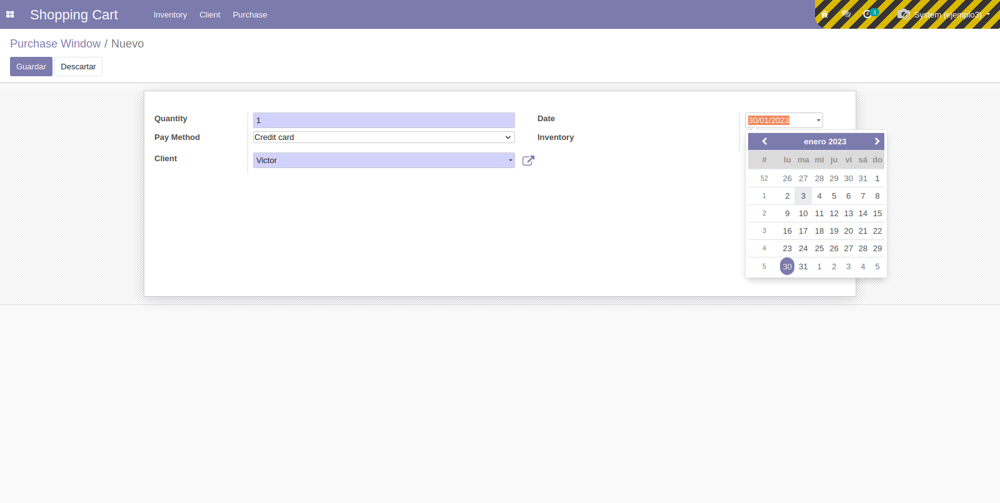 Shopping Cart Inventory Client Purchase 3 System (ejemplo3)
Purchase Window / Nuevo
Guardar Descartar
Quantity 1 Date 30/01/2023
Pay Method Credit card Inventory
Client Victor
enero 2023
# lu ma mi ju vi sá do
52 26 27 28 29 30 31 1
1 2 3 4 5 6 7 8
2 9 10 11 12 13 14 15
3 16 17 18 19 20 21 22
4 23 24 25 26 27 28 29
5 30 31 1 2 3 4 5